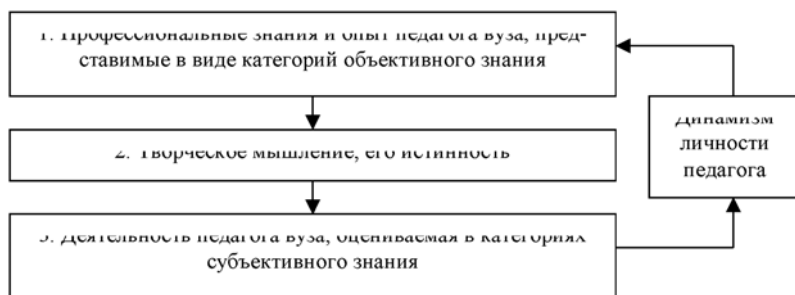 1. Профессиональные знания и опыт педагога вуза, пред-
ставимые в виде категорий объективного знания
2. Творческое мышление, его истинность
3. Деятельность педагога вуза, оцениваемая в категориях
субъективного знания
Динамизм
личности
педагога